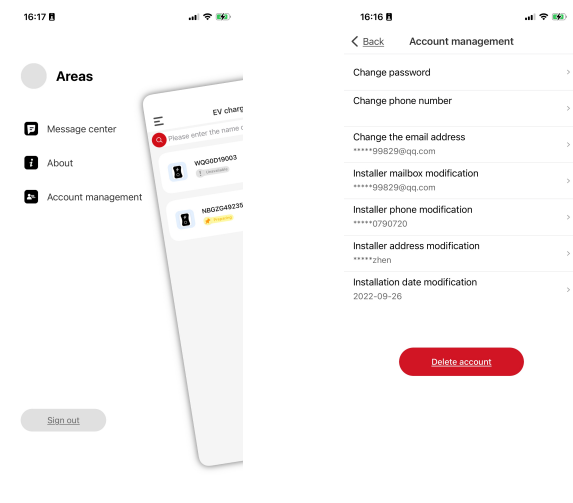 16:17
Areas
Message center
About
Account management
Sign out
EV charg
Please enter the name
WQG0D19003
NBGZG49235
16:16
Back
Account management
Change password
Change phone number
Change the email address
*****99829@qq.com
Installer mailbox modification
*****99829@qq.com
Installer phone modification
*****0790720
Installer address modification
*****zhen
Installation date modification
2022-09-26
Delete account